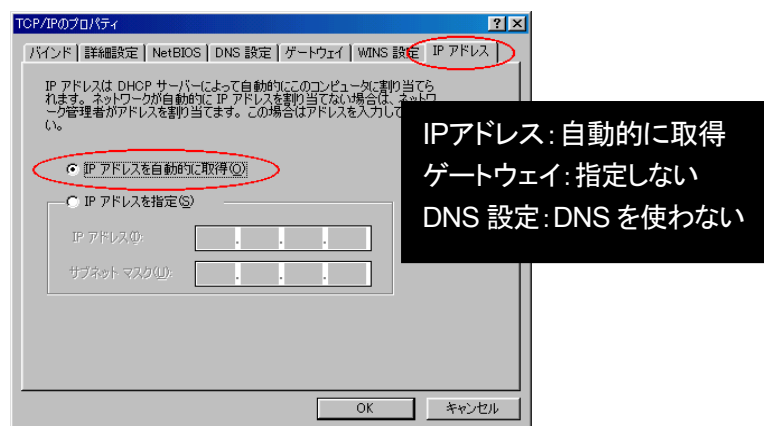 TCP/IPのプロパティ
バインド 詳細設定 NetBIOS DNS 設定 ゲートウェイ WINS 設定 IP アドレス
IP アドレスは DHCP サーバーによって自動的にこのコンピュータに割り当てら
れます。ネットワークが自動的に IP アドレスを割り当てない場合は、ネットワ
ーク管理者がアドレスを割り当てます。この場合はアドレスを入力して
い。
IP アドレスを自動的に取得(O)
IP アドレスを指定(S)
IP アドレス(I):
サブネット マスク(U):
OK キャンセル
IPアドレス：自動的に取得
ゲートウェイ：指定しない
DNS 設定：DNS を使わない